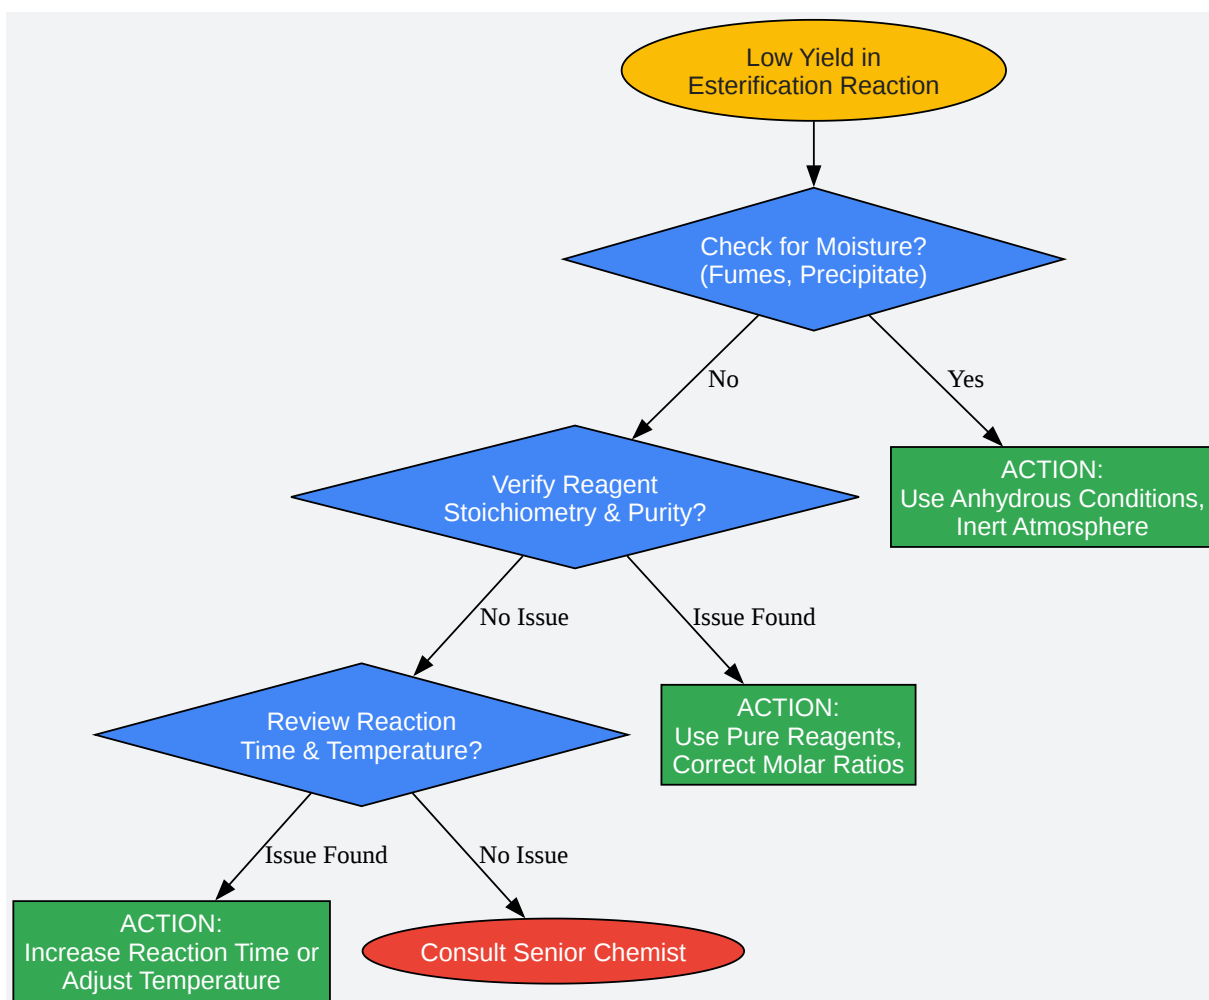 Low Yield in
Esterification Reaction
Check for Moisture?
(Fumes, Precipitate)
No
Yes
Verify Reagent
Stoichiometry & Purity?
ACTION:
Use Anhydrous Conditions,
Inert Atmosphere
No Issue
Issue Found
Review Reaction
Time & Temperature?
ACTION:
Use Pure Reagents,
Correct Molar Ratios
Issue Found
No Issue
ACTION:
Increase Reaction Time or
Adjust Temperature
Consult Senior Chemist